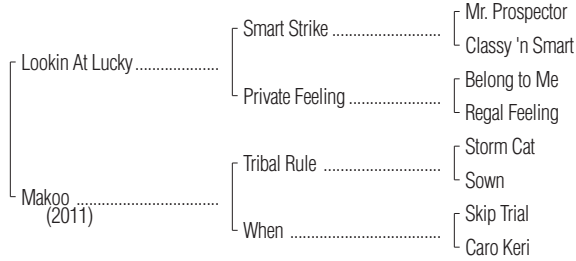 Mr. Prospector
Smart Strike ........................
Classy 'n Smart
Lookin At Lucky ...................
Belong to Me
Private Feeling .....................
Regal Feeling
Storm Cat
Tribal Rule ..........................
Sown
Makoo ................................
(2011)
Skip Trial
When ...................................
Caro Keri